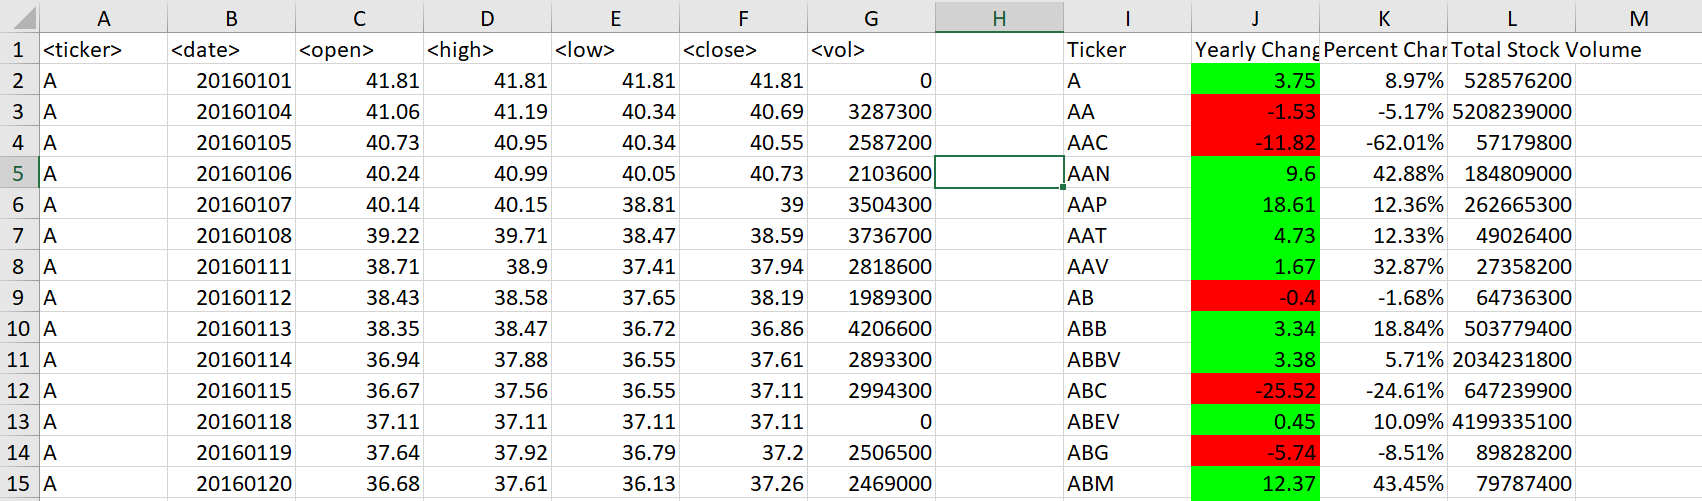 A B C D E F G H I J K L M
1 <ticker> <date> <open> <high> <low> <close> <vol> Ticker Yearly Chang Percent Char Total Stock Volume
2 A 20160101 41.81 41.81 41.81 41.81 0 A 3.75 8.97% 528576200
3 A 20160104 41.06 41.19 40.34 40.69 3287300 AA -1.53 -5.17% 5208239000
4 A 20160105 40.73 40.95 40.34 40.55 2587200 AAC -11.82 -62.01% 57179800
5 A 20160106 40.24 40.99 40.05 40.73 2103600 AAN 9.6 42.88% 184809000
6 A 20160107 40.14 40.15 38.81 39 3504300 AAP 18.61 12.36% 262665300
7 A 20160108 39.22 39.71 38.47 38.59 3736700 AAT 4.73 12.33% 49026400
8 A 20160111 38.71 38.9 37.41 37.94 2818600 AAV 1.67 32.87% 27358200
9 A 20160112 38.43 38.58 37.65 38.19 1989300 AB -0.4 -1.68% 64736300
10 A 20160113 38.35 38.47 36.72 36.86 4206600 ABB 3.34 18.84% 503779400
11 A 20160114 36.94 37.88 36.55 37.61 2893300 ABBV 3.38 5.71% 2034231800
12 A 20160115 36.67 37.56 36.55 37.11 2994300 ABC -25.52 -24.61% 647239900
13 A 20160118 37.11 37.11 37.11 37.11 0 ABEV 0.45 10.09% 4199335100
14 A 20160119 37.64 37.92 36.79 37.2 2506500 ABG -5.74 -8.51% 89828200
15 A 20160120 36.68 37.61 36.13 37.26 2469000 ABM 12.37 43.45% 79787400